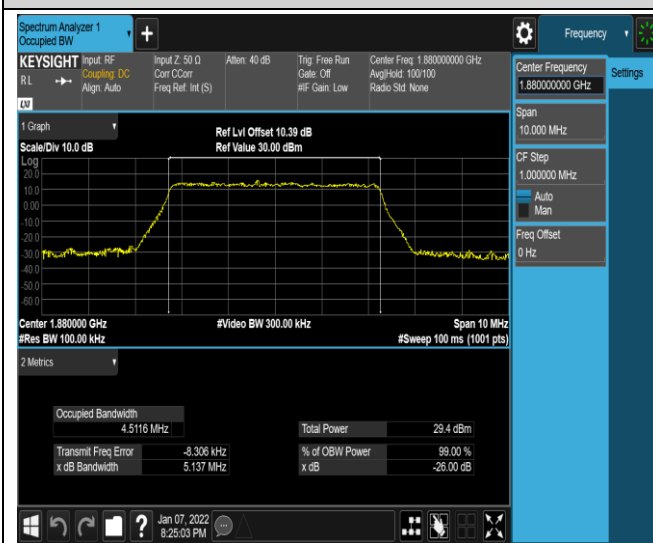 Spectrum Analyzer 1
Occupied BW
Frequency
KEYSIGHT
RL
Input: RF
Coupling: DC
Align: Auto
Input Z: 50 Ω
Corr CCorr
Freq Ref: Int (S)
Atten: 40 dB
Trig: Free Run
Gate: Off
#IF Gain: Low
Center Freq: 1.880000000 GHz
Avg|Hold: 100/100
Radio Std: None
Center Frequency
1.880000000 GHz
Settings
Span
10.000 MHz
CF Step
1.000000 MHz
Auto
Man
Freq Offset
0 Hz
1 Graph
Scale/Div 10.0 dB
Ref Lvl Offset 10.39 dB
Ref Value 30.00 dBm
Log
20.0
10.0
0.00
-10.0
-20.0
-30.0
-40.0
-50.0
-60.0
Center 1.880000 GHz
#Res BW 100.00 kHz
#Video BW 300.00 kHz
Span 10 MHz
#Sweep 100 ms (1001 pts)
2 Metrics
Occupied Bandwidth
4.5116 MHz
Total Power 29.4 dBm
Transmit Freq Error -8.306 kHz
% of OBW Power 99.00 %
x dB Bandwidth 5.137 MHz
x dB -26.00 dB
Jan 07, 2022
8:25:03 PM